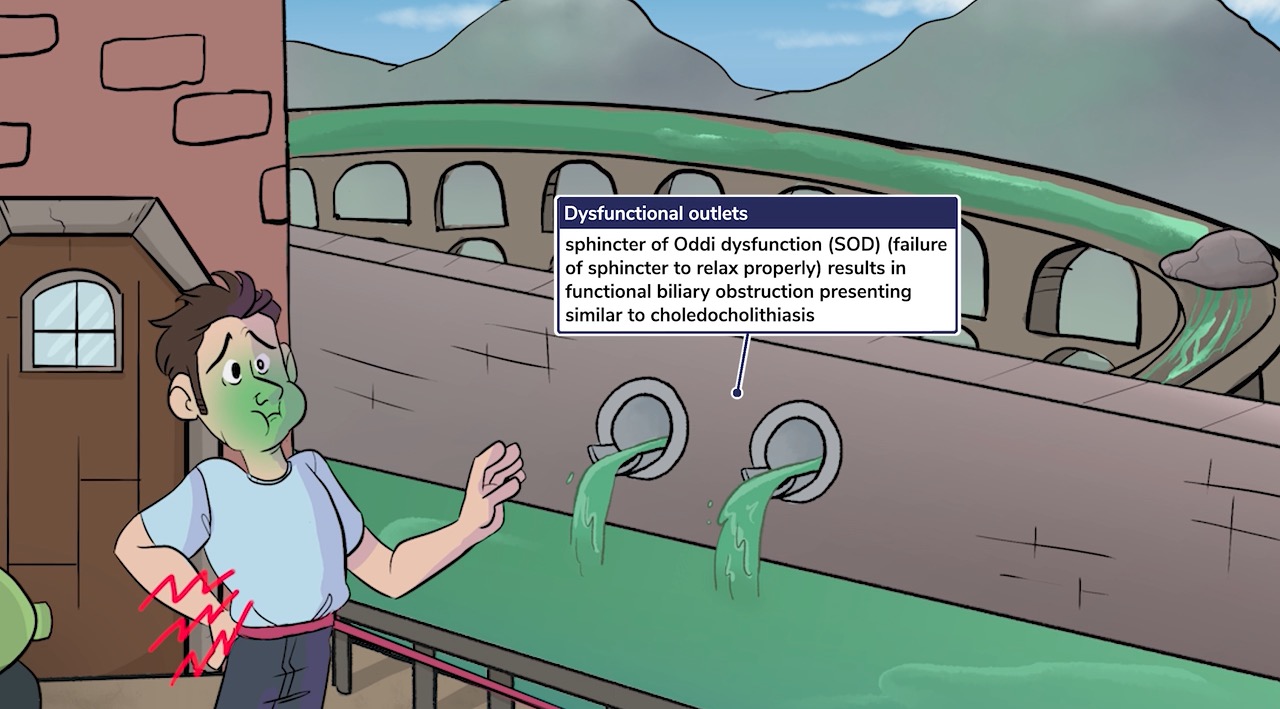 Dysfunctional outlets
sphincter of Oddi dysfunction (SOD) (failure
of sphincter to relax properly) results in
functional biliary obstruction presenting
similar to choledocholithiasis